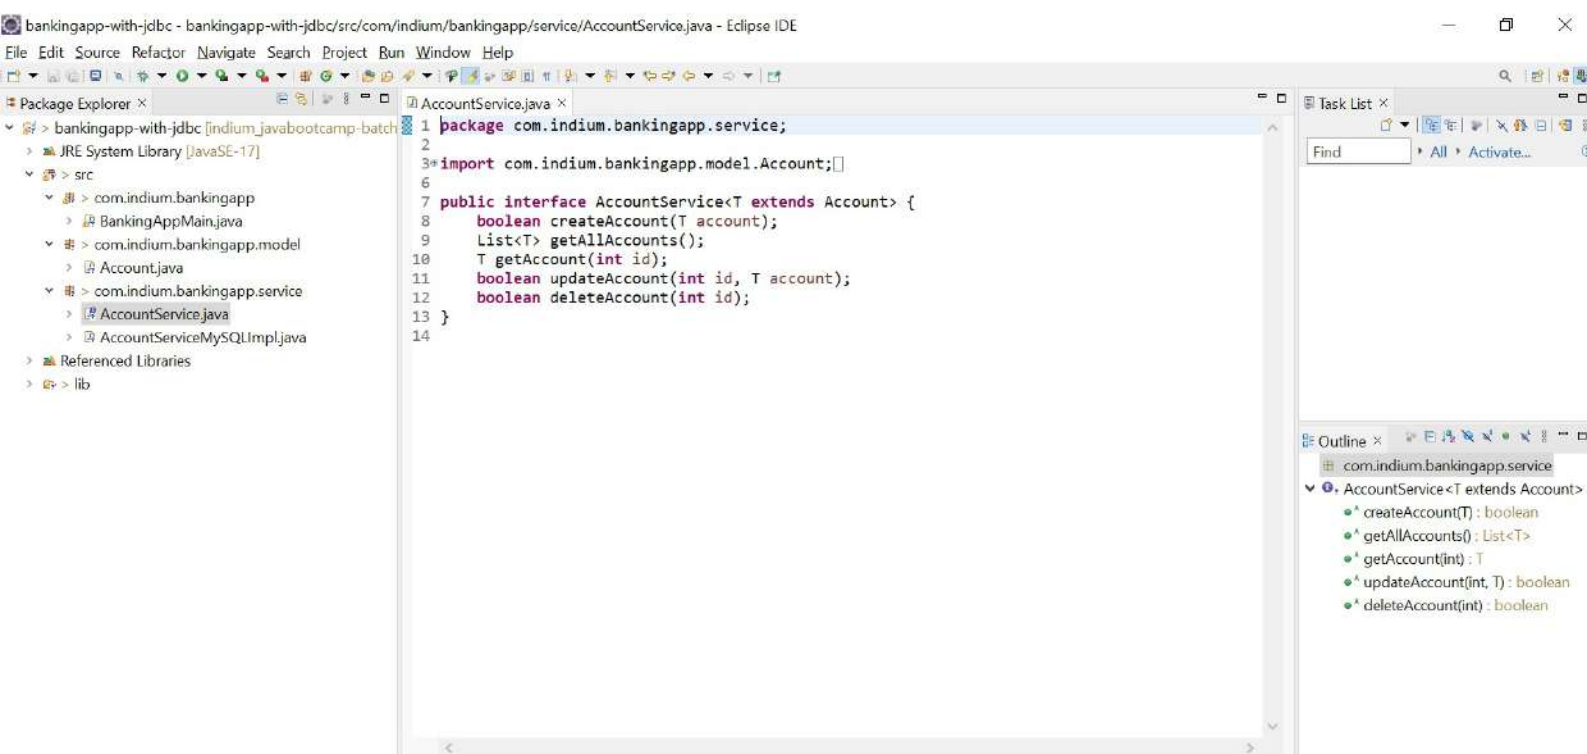 bankingapp-with-jdbc - bankingapp-with-jdbc/src/com/indium/bankingapp/service/AccountService.java - Eclipse IDE
File Edit Source Refactor Navigate Search Project Run Window Help
Package Explorer
bankingapp-with-jdbc [indium_javabootcamp-batch
JRE System Library [JavaSE-17]
> src
> com.indium.bankingapp
BankingAppMain.java
> com.indium.bankingapp.model
Account.java
> com.indium.bankingapp.service
AccountService.java
AccountServiceMySQLImpl.java
Referenced Libraries
> lib
AccountService.java
1 package com.indium.bankingapp.service;
2
3 import com.indium.bankingapp.model.Account;
6
7 public interface AccountService<T extends Account> {
8 boolean createAccount(T account);
9 List<T> getAllAccounts();
10 T getAccount(int id);
11 boolean updateAccount(int id, T account);
12 boolean deleteAccount(int id);
13 }
14
Task List
Find All Activate...
Outline
com.indium.bankingapp.service
AccountService<T extends Account>
createAccount(T) : boolean
getAllAccounts() : List<T>
getAccount(int) : T
updateAccount(int, T) : boolean
deleteAccount(int) : boolean